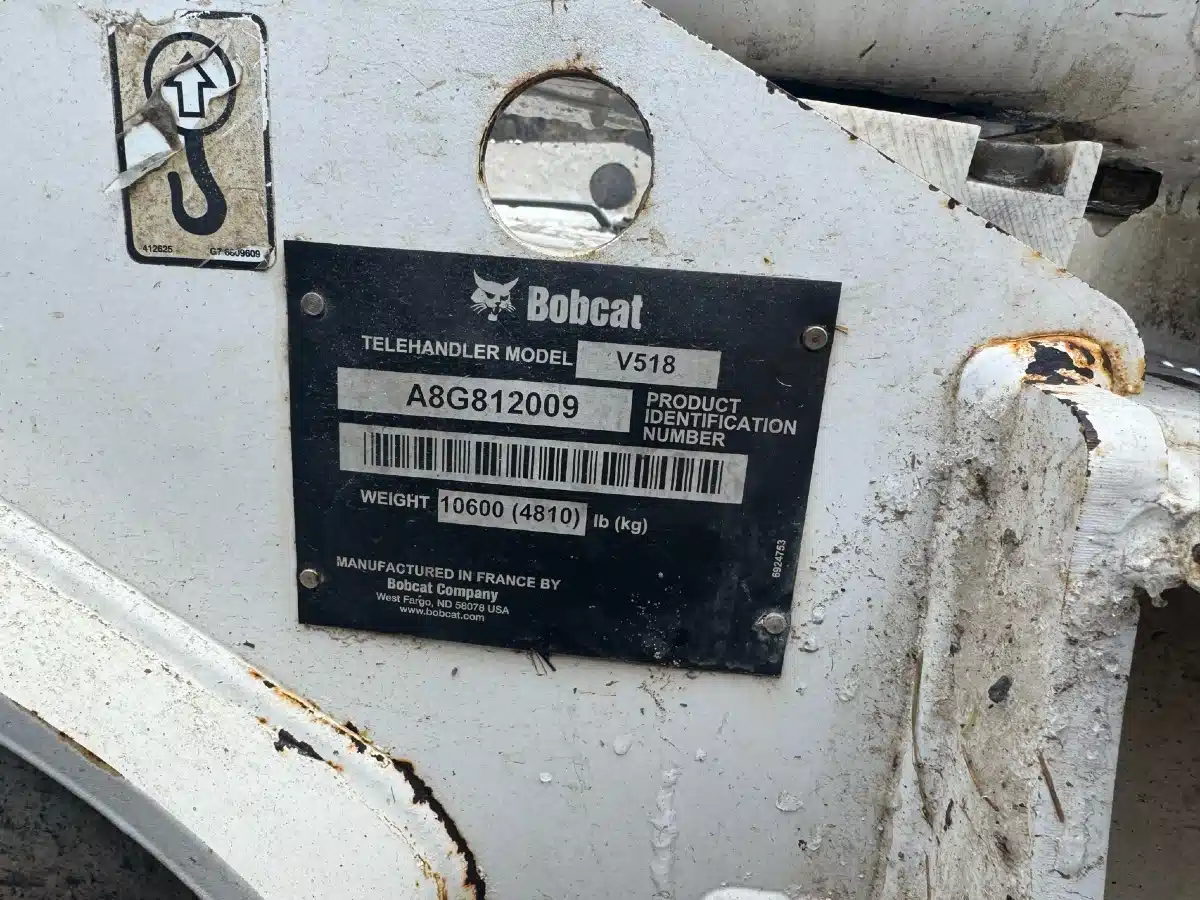 412625 G7 6609609
Bobcat
TELEHANDLER MODEL V518
A8G812009
PRODUCT
IDENTIFICATION
NUMBER
WEIGHT 10600 (4810) lb (kg)
6924753
MANUFACTURED IN FRANCE BY
Bobcat Company
West Fargo, ND 58078 USA
www.bobcat.com